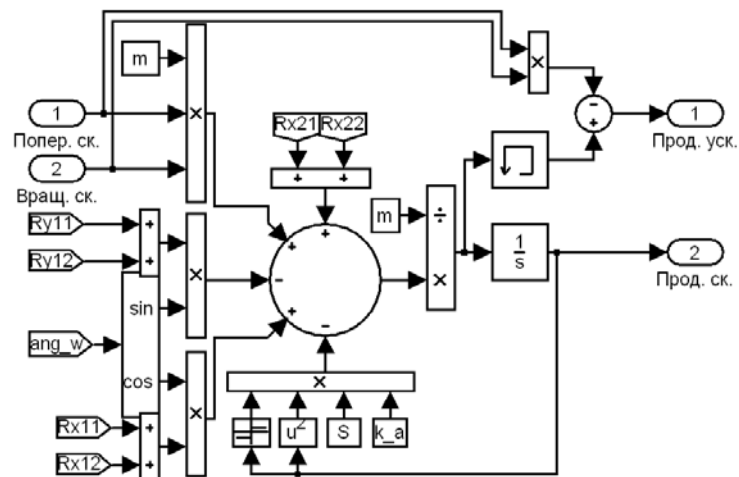 m
×
1
Попер. ск.
2
Вращ. ск.
Rx21
Rx22
+ +
×
- +
1
Прод. уск.
Ry11
Ry12
+
+
×
sin
ang_w
cos
×
Rx11
Rx12
+
+
+
+
-
+
-
m
÷
×
1
s
2
Прод. ск.
×
u²
S
k_a